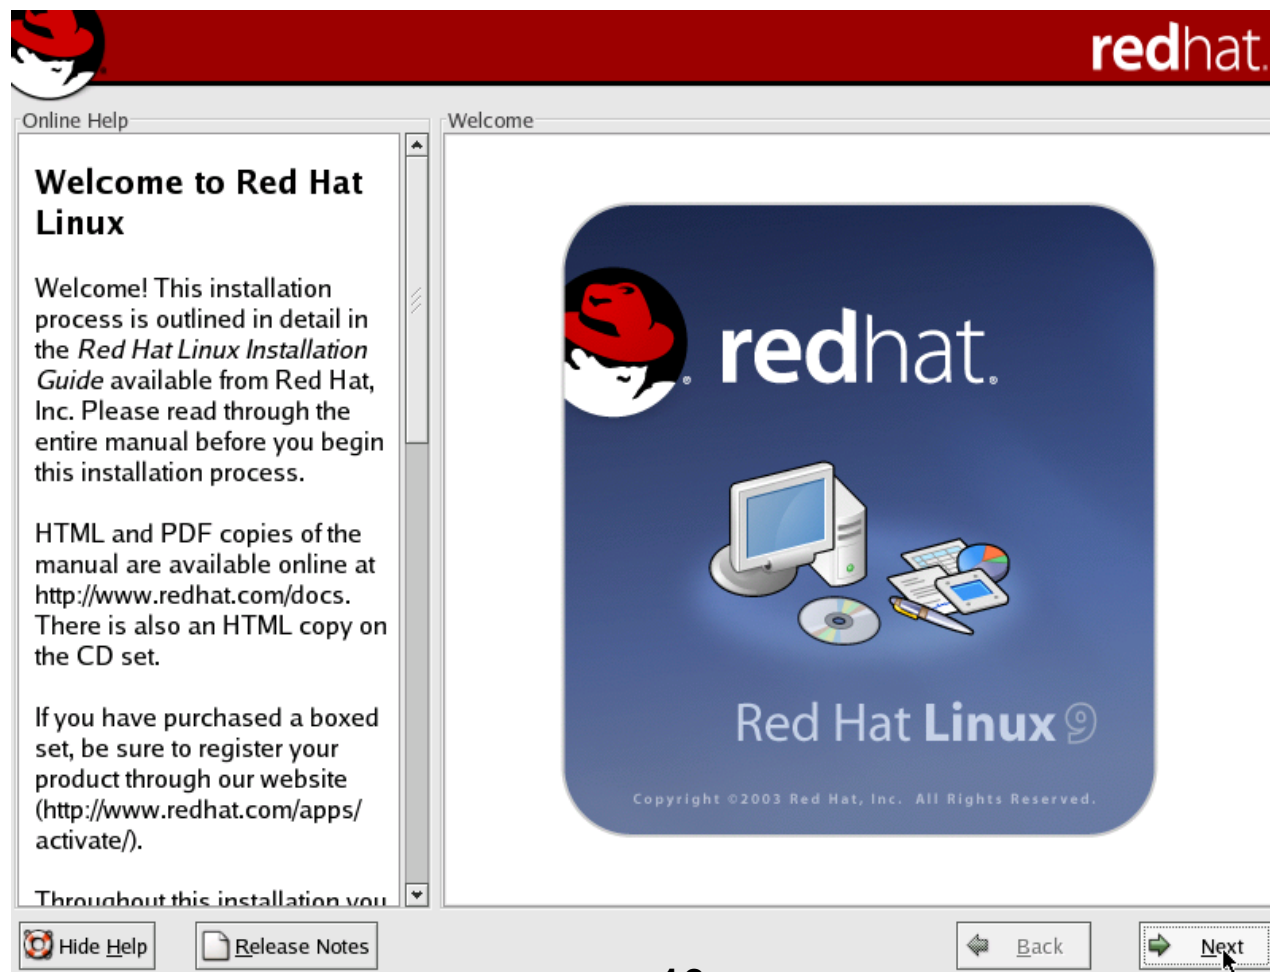 redhat.
Online Help
Welcome to Red Hat
Linux
Welcome! This installation
process is outlined in detail in
the Red Hat Linux Installation
Guide available from Red Hat,
Inc. Please read through the
entire manual before you begin
this installation process.
HTML and PDF copies of the
manual are available online at
http://www.redhat.com/docs.
There is also an HTML copy on
the CD set.
If you have purchased a boxed
set, be sure to register your
product through our website
(http://www.redhat.com/apps/
activate/).
Throughout this installation you
Welcome
redhat.®
Red Hat Linux 9
Copyright ©2003 Red Hat, Inc. All Rights Reserved.
Hide Help
Release Notes
Back
Next